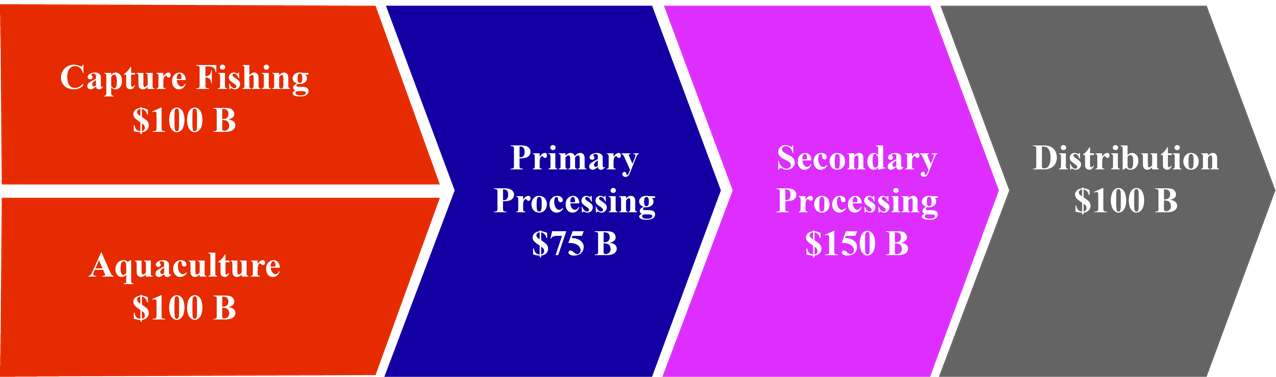 Capture Fishing
$100 B
Aquaculture
$100 B
Primary
Processing
$75 B
Secondary
Processing
$150 B
Distribution
$100 B